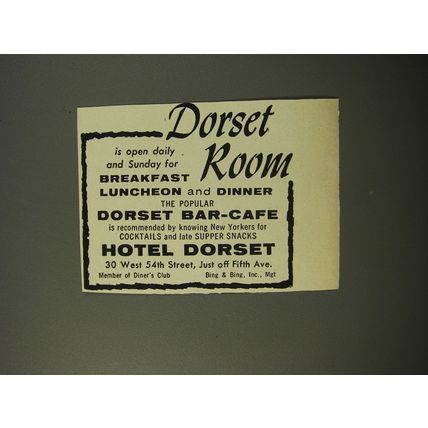 Dorset
Room
is open daily
and Sunday for
BREAKFAST
LUNCHEON and DINNER
THE POPULAR
DORSET BAR-CAFE
is recommended by knowing New Yorkers for
COCKTAILS and late SUPPER SNACKS
HOTEL DORSET
30 West 54th Street, Just off Fifth Ave.
Member of Diner's Club Bing & Bing, Inc., Mgt